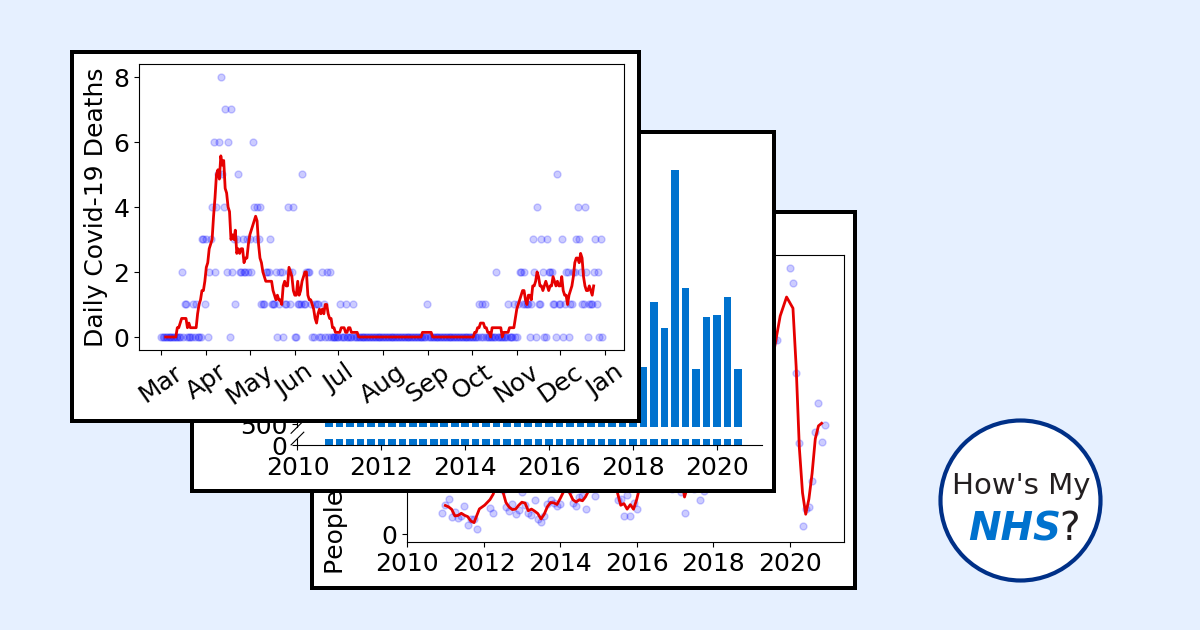 Daily Covid-19 Deaths
8
6
4
2
0
Mar Apr May Jun Jul Aug Sep Oct Nov Dec Jan
500
0
2010 2012 2014 2016 2018 2020
People
0
2010 2012 2014 2016 2018 2020
How's My
NHS?